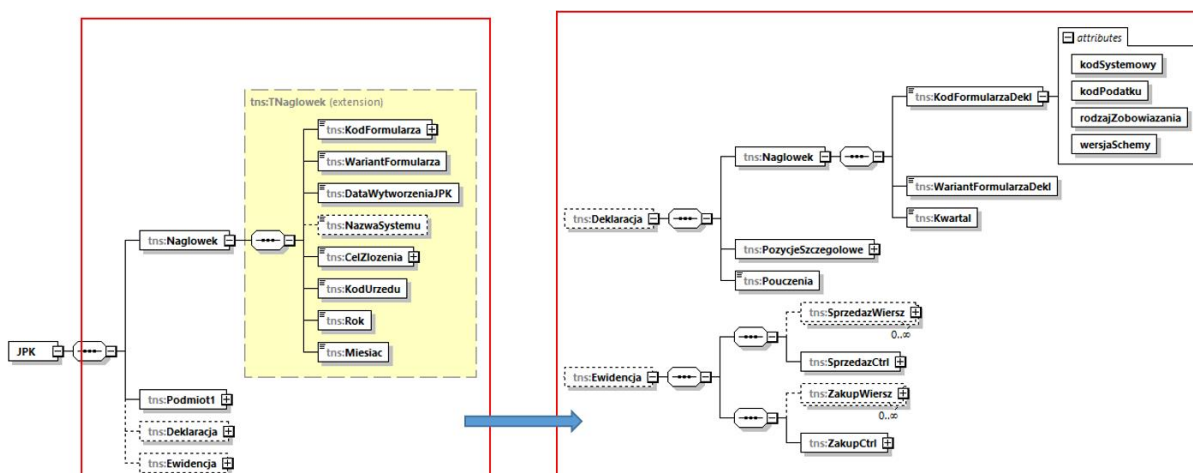 tns:TNaglowek (extension)
tns:KodFormularza
tns:WariantFormularza
tns:DataWytworzeniaJPK
tns:NazwaSystemu
tns:Naglowek
tns:CelZlozenia
tns:KodUrzedu
tns:Rok
JPK
tns:Miesiac
tns:Podmiot1
tns:Deklaracja
tns:Ewidencja
attributes
kodSystemowy
tns:KodFormularzaDekl
kodPodatku
rodzajZobowiazania
wersjaSchemy
tns:Naglowek
tns:WariantFormularzaDekl
tns:Deklaracja
tns:Kwartal
tns:PozycjeSzczegolowe
tns:Pouczenia
tns:SprzedazWiersz
0..∞
tns:SprzedazCtrl
tns:Ewidencja
tns:ZakupWiersz
0..∞
tns:ZakupCtrl